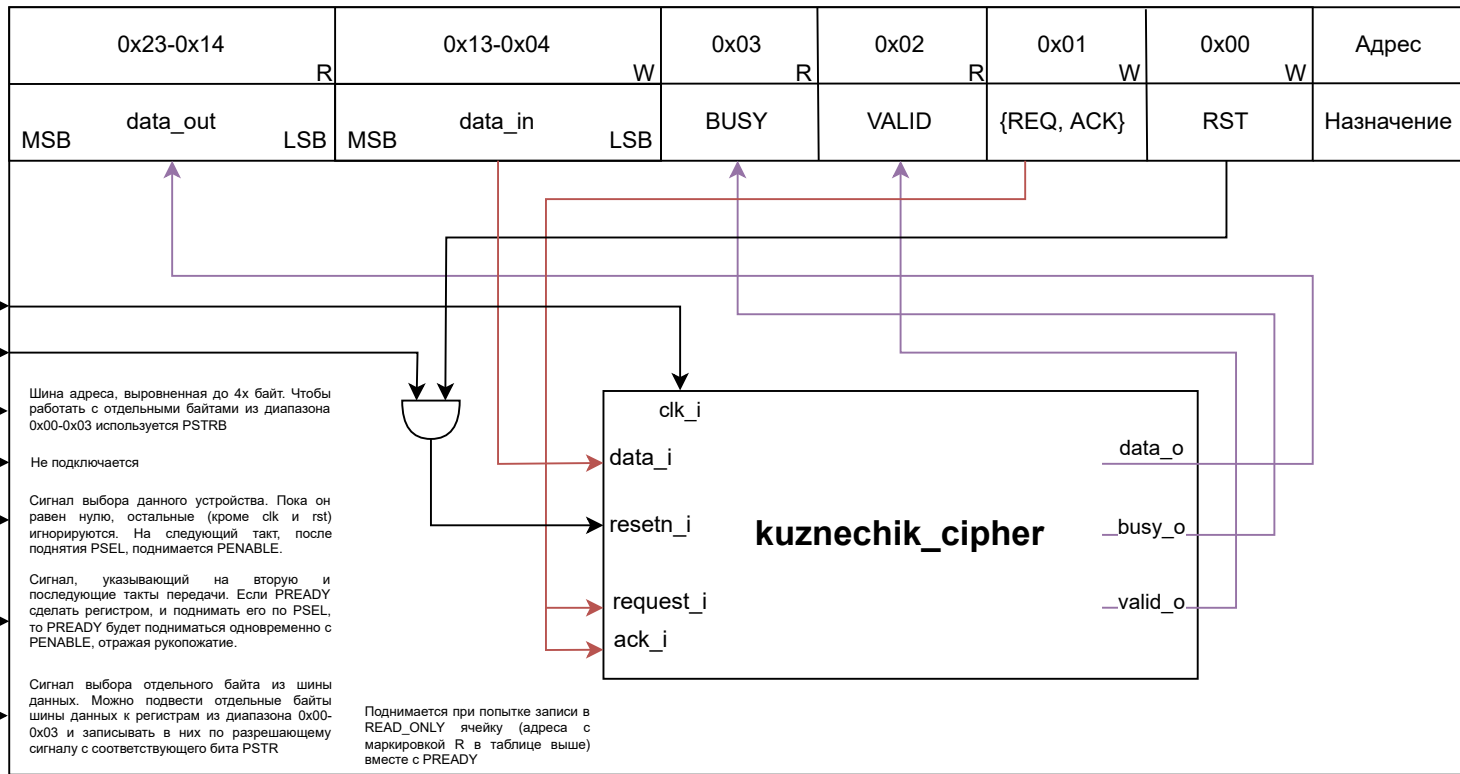 0x23-0x14
R
0x13-0x04
W
0x03
R
0x02
R
0x01
W
0x00
W
Адрес
MSB
data_out
LSB
MSB
data_in
LSB
BUSY
VALID
{REQ, ACK}
RST
Назначение
Шина адреса, выровненная до 4х байт. Чтобы
работать с отдельными байтами из диапазона
0x00-0x03 используется PSTRB
Не подключается
Сигнал выбора данного устройства. Пока он
равен нулю, остальные (кроме clk и rst)
игнорируются. На следующий такт, после
поднятия PSEL, поднимается PENABLE.
Сигнал, указывающий на вторую и
последующие такты передачи. Если PREADY
сделать регистром, и поднимать его по PSEL,
то PREADY будет подниматься одновременно с
PENABLE, отражая рукопожатие.
Сигнал выбора отдельного байта из шины
данных. Можно подвести отдельные байты
шины данных к регистрам из диапазона 0x00-
0x03 и записывать в них по разрешающему
сигналу с соответствующего бита PSTR
Поднимается при попытке записи в
READ_ONLY ячейку (адреса с
маркировкой R в таблице выше)
вместе с PREADY
clk_i
data_i
resetn_i
request_i
ack_i
kuznechik_cipher
data_o
busy_o
valid_o